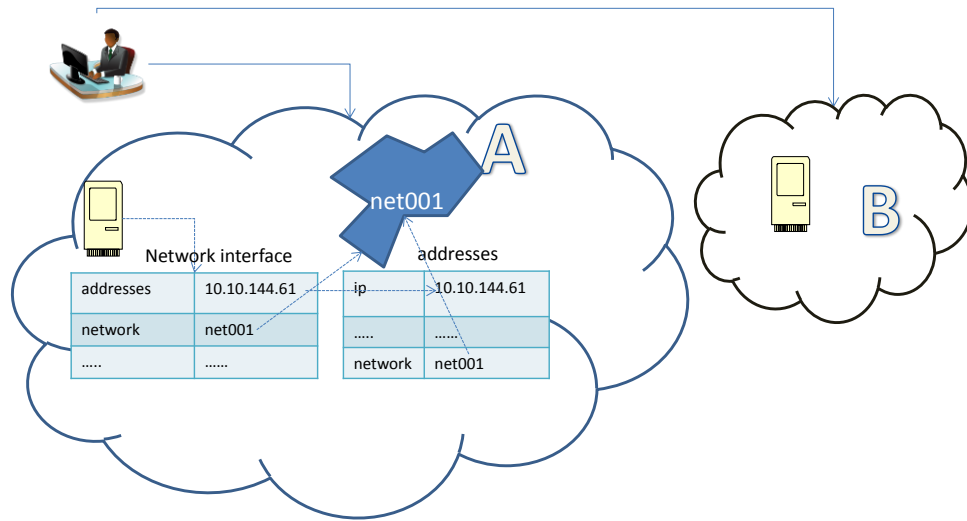 A
net001
Network interface
addresses 10.10.144.61
network net001
..... ......
addresses
ip 10.10.144.61
..... ......
network net001
B